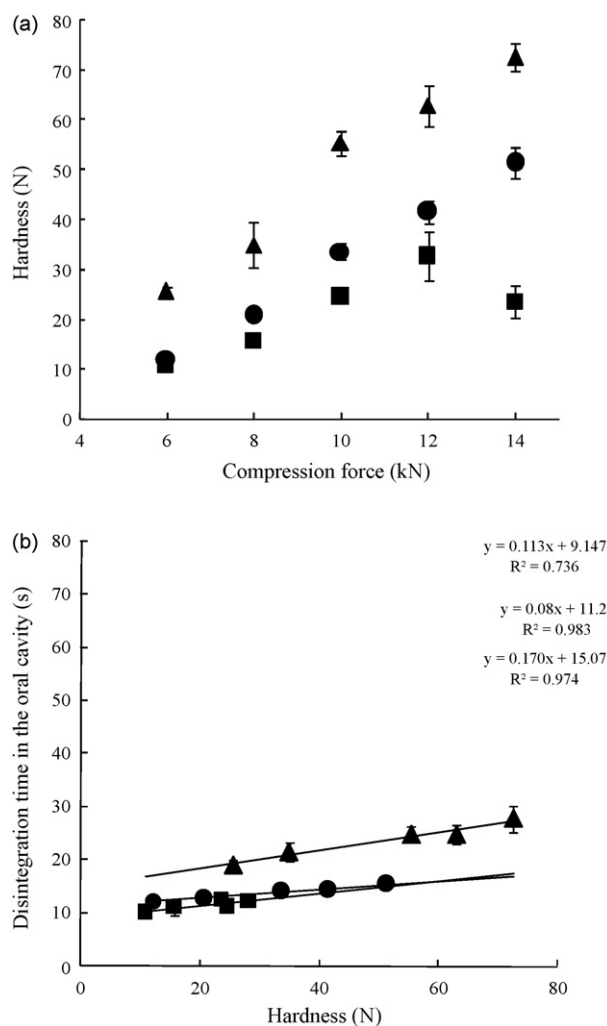 (a)
80
70
60
50
40
30
20
10
0
Hardness (N)
4 6 8 10 12 14
Compression force (kN)
(b)
80
70
60
50
40
30
20
10
0
Disintegration time in the oral cavity (s)
y = 0.113x + 9.147
R² = 0.736
y = 0.08x + 11.2
R² = 0.983
y = 0.170x + 15.07
R² = 0.974
0 20 40 60 80
Hardness (N)